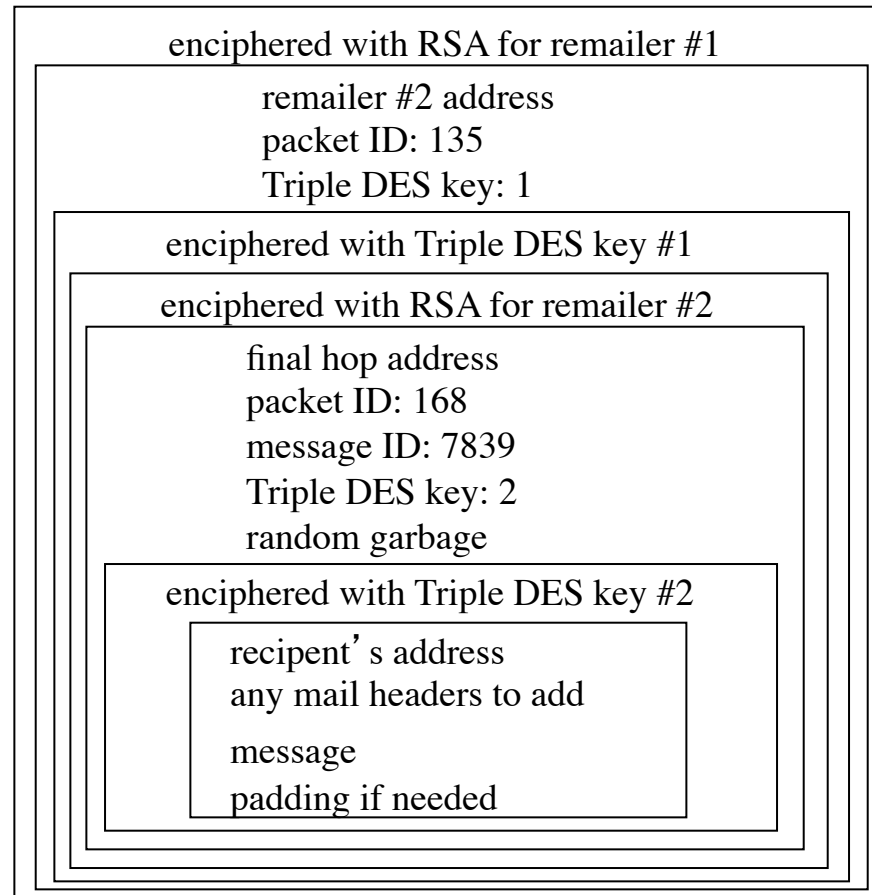 enciphered with RSA for remailer #1
remailer #2 address
packet ID: 135
Triple DES key: 1
enciphered with Triple DES key #1
enciphered with RSA for remailer #2
final hop address
packet ID: 168
message ID: 7839
Triple DES key: 2
random garbage
enciphered with Triple DES key #2
recipent’s address
any mail headers to add
message
padding if needed